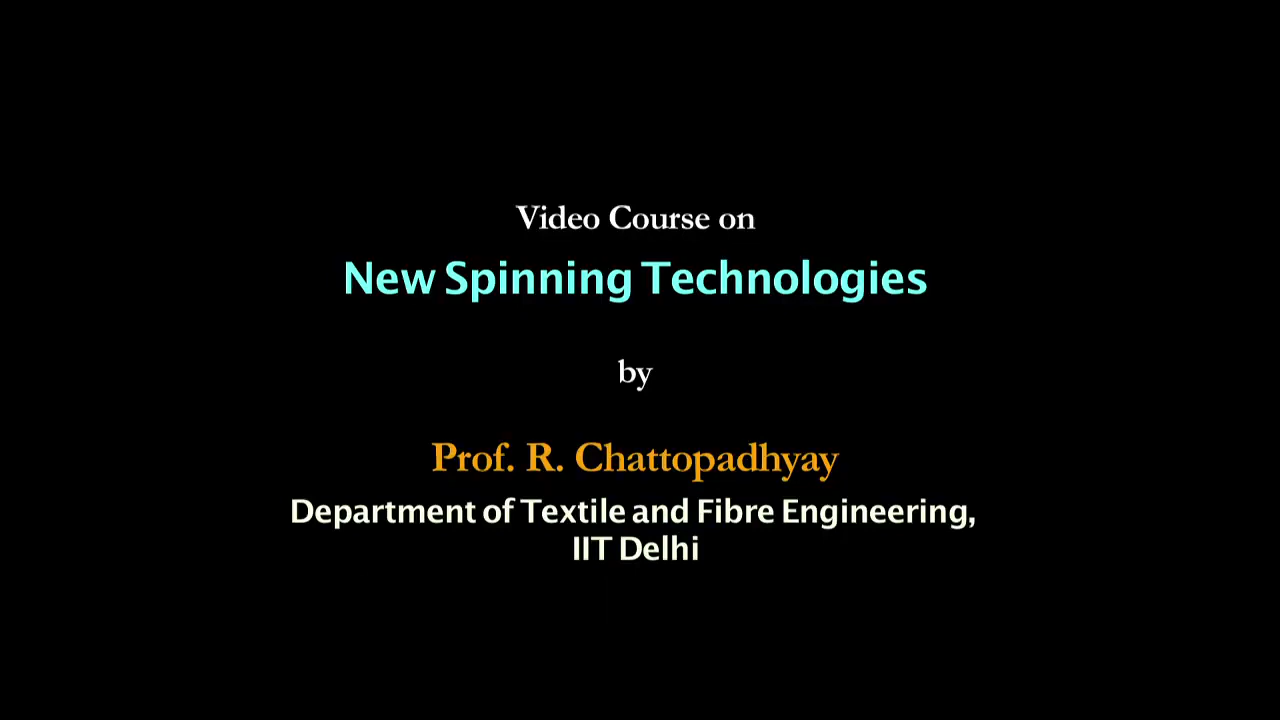 Video Course on
New Spinning Technologies
by
Prof. R. Chattopadhyay
Department of Textile and Fibre Engineering,
IIT Delhi